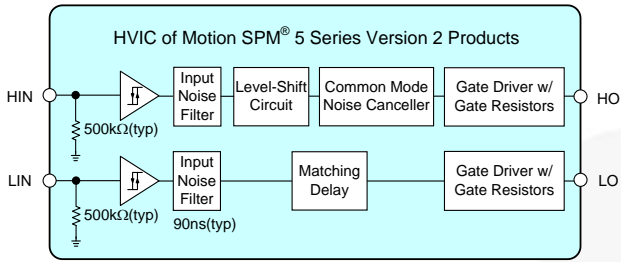 HVIC of Motion SPM® 5 Series Version 2 Products
HIN
500kΩ(typ)
Input
Noise
Filter
Level-Shift
Circuit
Common Mode
Noise Canceller
Gate Driver w/
Gate Resistors
HO
LIN
500kΩ(typ)
Input
Noise
Filter
90ns(typ)
Matching
Delay
Gate Driver w/
Gate Resistors
LO